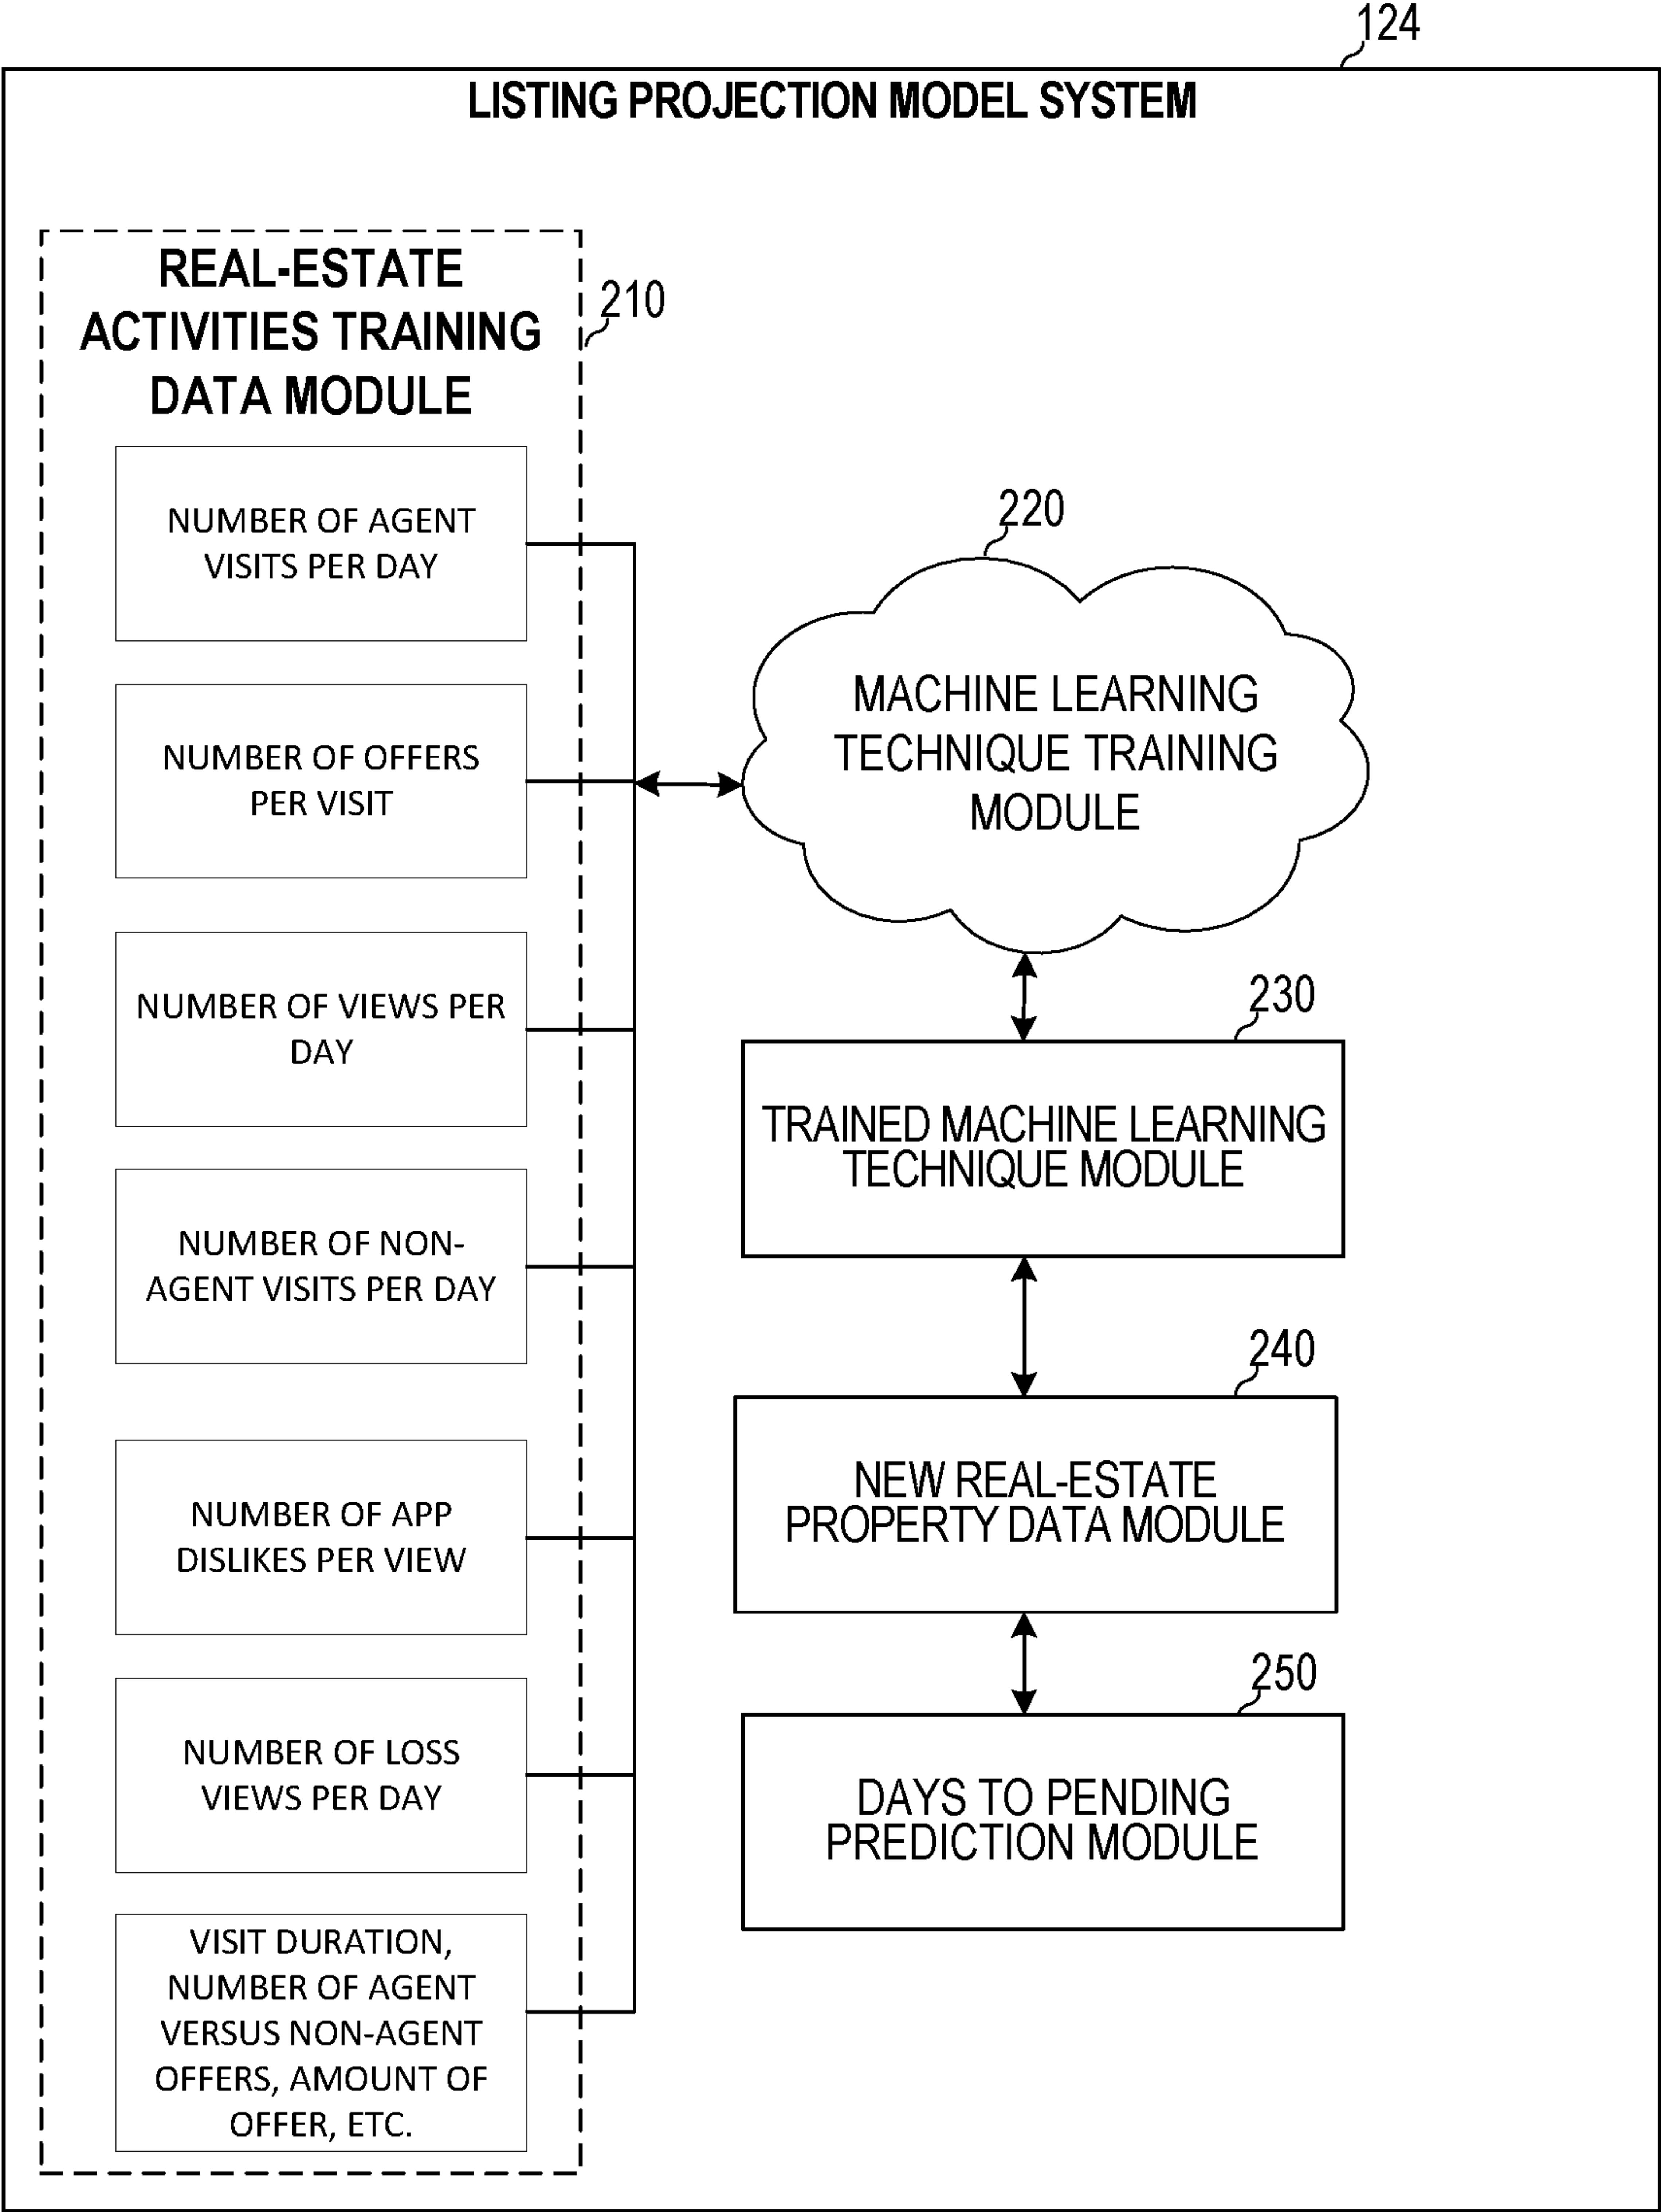 124
LISTING PROJECTION MODEL SYSTEM
REAL-ESTATE
ACTIVITIES TRAINING
DATA MODULE
210
NUMBER OF AGENT
VISITS PER DAY
NUMBER OF OFFERS
PER VISIT
NUMBER OF VIEWS PER
DAY
NUMBER OF NON-
AGENT VISITS PER DAY
NUMBER OF APP
DISLIKES PER VIEW
NUMBER OF LOSS
VIEWS PER DAY
VISIT DURATION,
NUMBER OF AGENT
VERSUS NON-AGENT
OFFERS, AMOUNT OF
OFFER, ETC.
220
MACHINE LEARNING
TECHNIQUE TRAINING
MODULE
230
TRAINED MACHINE LEARNING
TECHNIQUE MODULE
240
NEW REAL-ESTATE
PROPERTY DATA MODULE
250
DAYS TO PENDING
PREDICTION MODULE